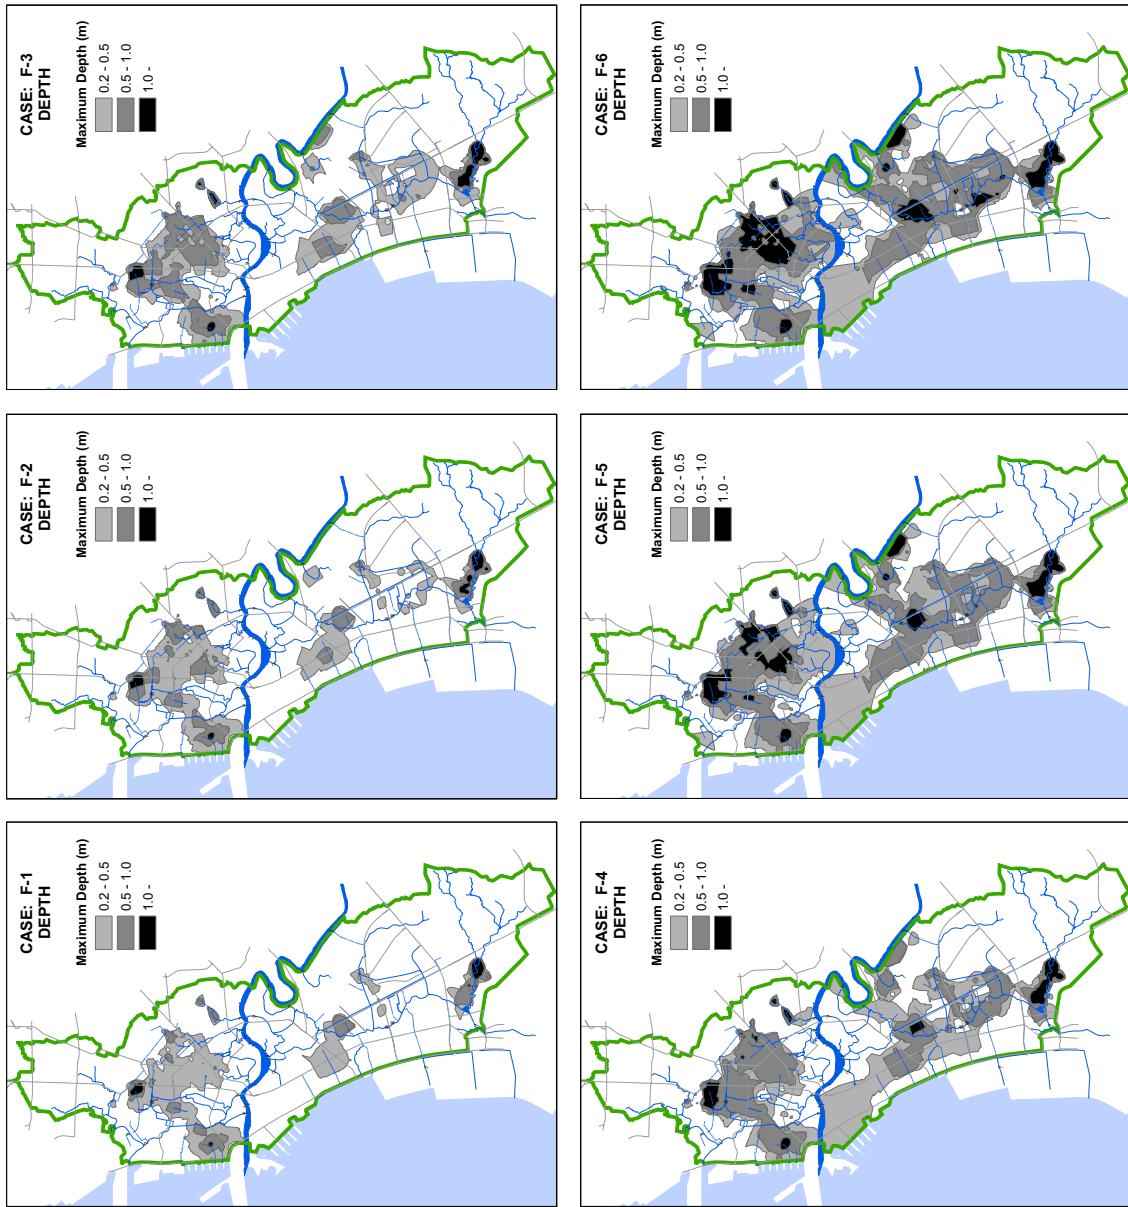 CASE: F-1
DEPTH
Maximum Depth (m)
0.2 - 0.5
0.5 - 1.0
1.0 -
CASE: F-2
DEPTH
Maximum Depth (m)
0.2 - 0.5
0.5 - 1.0
1.0 -
CASE: F-3
DEPTH
Maximum Depth (m)
0.2 - 0.5
0.5 - 1.0
1.0 -
CASE: F-4
DEPTH
Maximum Depth (m)
0.2 - 0.5
0.5 - 1.0
1.0 -
CASE: F-5
DEPTH
Maximum Depth (m)
0.2 - 0.5
0.5 - 1.0
1.0 -
CASE: F-6
DEPTH
Maximum Depth (m)
0.2 - 0.5
0.5 - 1.0
1.0 -